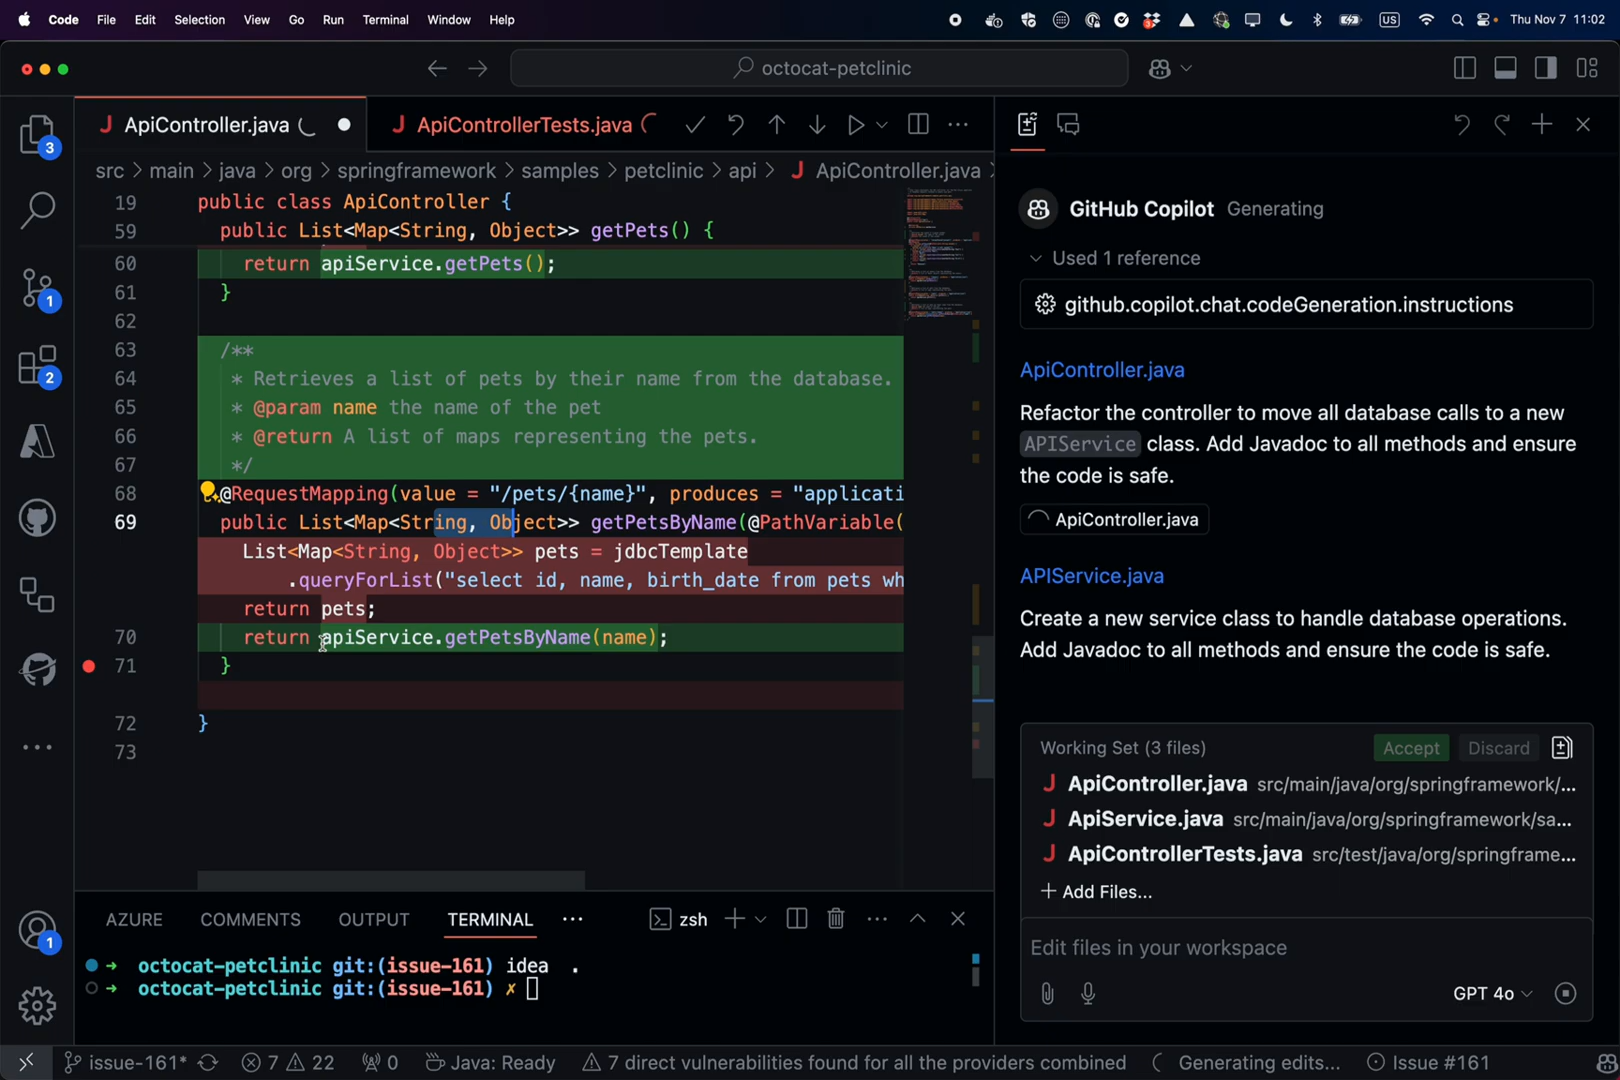 Code File Edit Selection View Go Run Terminal Window Help US Thu Nov 7 11:02
octocat-petclinic
J ApiController.java J ApiControllerTests.java
src > main > java > org > springframework > samples > petclinic > api > J ApiController.java >
19 public class ApiController {
59 public List<Map<String, Object>> getPets() {
60 return apiService.getPets();
61 }
62
63 /**
64 * Retrieves a list of pets by their name from the database.
65 * @param name the name of the pet
66 * @return A list of maps representing the pets.
67 */
68 @RequestMapping(value = "/pets/{name}", produces = "applicati
69 public List<Map<String, Object>> getPetsByName(@PathVariable(
List<Map<String, Object>> pets = jdbcTemplate
.queryForList("select id, name, birth_date from pets wh
return pets;
70 return apiService.getPetsByName(name);
71 }
72 }
73
3
1
2
1
AZURE COMMENTS OUTPUT TERMINAL ... zsh
octocat-petclinic git:(issue-161) idea .
octocat-petclinic git:(issue-161) ✗
GitHub Copilot Generating
Used 1 reference
github.copilot.chat.codeGeneration.instructions
ApiController.java
Refactor the controller to move all database calls to a new
APIService class. Add Javadoc to all methods and ensure
the code is safe.
ApiController.java
APIService.java
Create a new service class to handle database operations.
Add Javadoc to all methods and ensure the code is safe.
Working Set (3 files) Accept Discard
J ApiController.java src/main/java/org/springframework/...
J ApiService.java src/main/java/org/springframework/sa...
J ApiControllerTests.java src/test/java/org/springframe...
+ Add Files...
Edit files in your workspace
GPT 4o
issue-161* 7 22 0 Java: Ready 7 direct vulnerabilities found for all the providers combined Generating edits... Issue #161